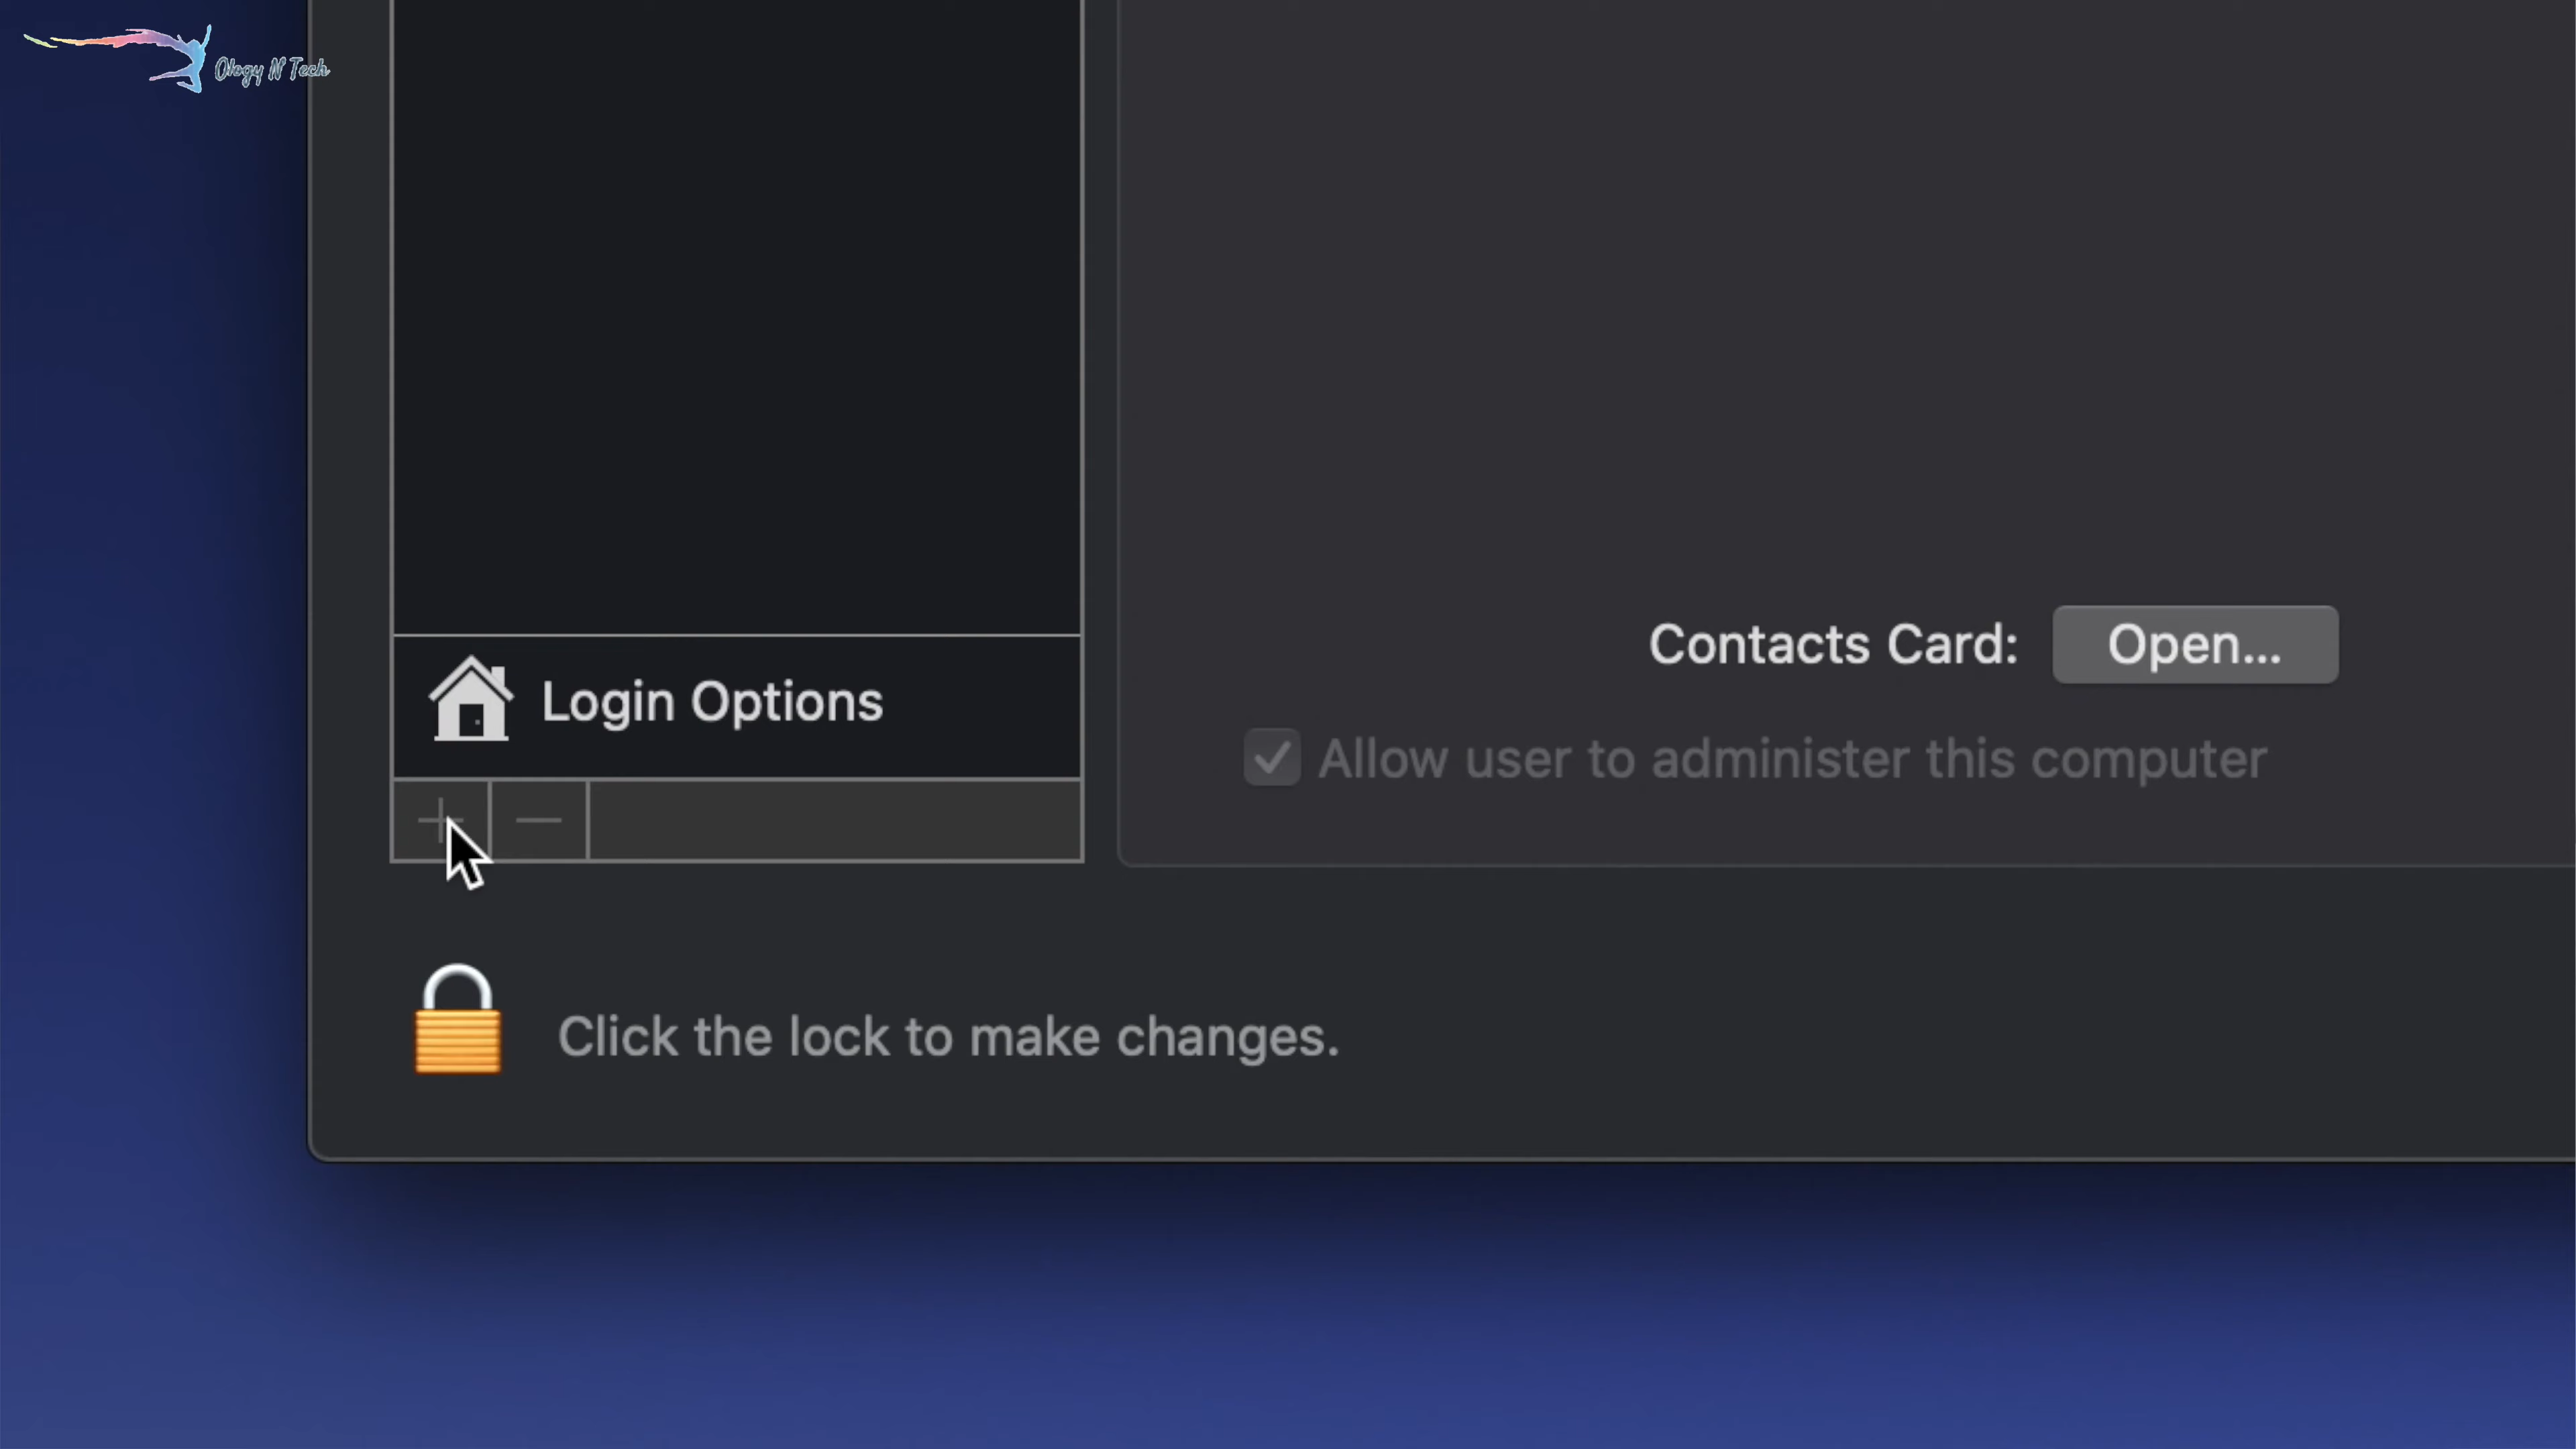 Ology N' Tech
Contacts Card: Open...
Login Options
Allow user to administer this computer
Click the lock to make changes.